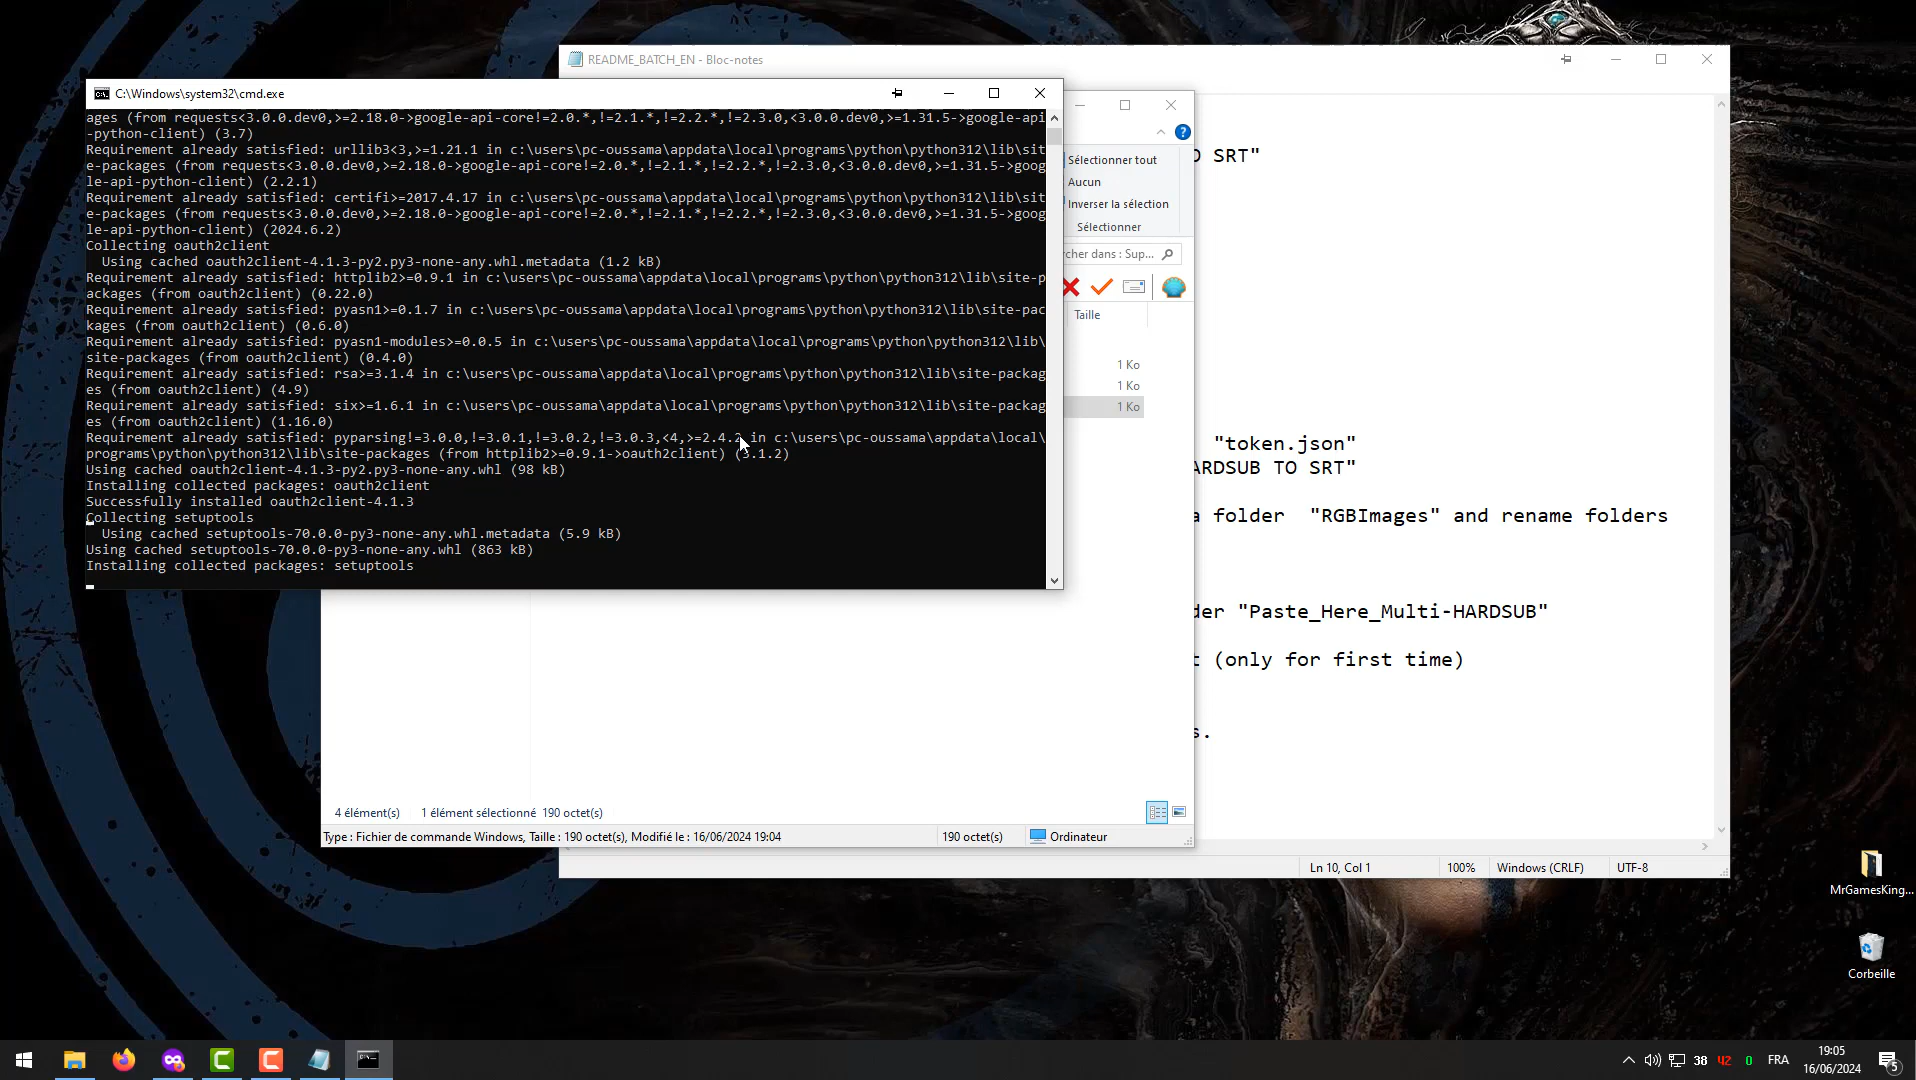 README_BATCH_EN - Bloc-notes
C:\Windows\system32\cmd.exe
ages (from requests<3.0.0.dev0,>=2.18.0->google-api-core!=2.0.*,!=2.1.*,!=2.2.*,!=2.3.0,<3.0.0.dev0,>=1.31.5->google-api
-python-client) (3.7)
Requirement already satisfied: urllib3<3,>=1.21.1 in c:\users\pc-oussama\appdata\local\programs\python\python312\lib\sit
e-packages (from requests<3.0.0.dev0,>=2.18.0->google-api-core!=2.0.*,!=2.1.*,!=2.2.*,!=2.3.0,<3.0.0.dev0,>=1.31.5->goog
le-api-python-client) (2.2.1)
Requirement already satisfied: certifi>=2017.4.17 in c:\users\pc-oussama\appdata\local\programs\python\python312\lib\sit
e-packages (from requests<3.0.0.dev0,>=2.18.0->google-api-core!=2.0.*,!=2.1.*,!=2.2.*,!=2.3.0,<3.0.0.dev0,>=1.31.5->goog
le-api-python-client) (2024.6.2)
Collecting oauth2client
Using cached oauth2client-4.1.3-py2.py3-none-any.whl.metadata (1.2 kB)
Requirement already satisfied: httplib2>=0.9.1 in c:\users\pc-oussama\appdata\local\programs\python\python312\lib\site-p
ackages (from oauth2client) (0.22.0)
Requirement already satisfied: pyasn1>=0.1.7 in c:\users\pc-oussama\appdata\local\programs\python\python312\lib\site-pac
kages (from oauth2client) (0.6.0)
Requirement already satisfied: pyasn1-modules>=0.0.5 in c:\users\pc-oussama\appdata\local\programs\python\python312\lib\
site-packages (from oauth2client) (0.4.0)
Requirement already satisfied: rsa>=3.1.4 in c:\users\pc-oussama\appdata\local\programs\python\python312\lib\site-packag
es (from oauth2client) (4.9)
Requirement already satisfied: six>=1.6.1 in c:\users\pc-oussama\appdata\local\programs\python\python312\lib\site-packag
es (from oauth2client) (1.16.0)
Requirement already satisfied: pyparsing!=3.0.0,!=3.0.1,!=3.0.2,!=3.0.3,<4,>=2.4.2 in c:\users\pc-oussama\appdata\local\
programs\python\python312\lib\site-packages (from httplib2>=0.9.1->oauth2client) (3.1.2)
Using cached oauth2client-4.1.3-py2.py3-none-any.whl (98 kB)
Installing collected packages: oauth2client
Successfully installed oauth2client-4.1.3
Collecting setuptools
Using cached setuptools-70.0.0-py3-none-any.whl.metadata (5.9 kB)
Using cached setuptools-70.0.0-py3-none-any.whl (863 kB)
Installing collected packages: setuptools
Sélectionner tout
Aucun
Inverser la sélection
Sélectionner
cher dans : Sup...
Taille
1 Ko
1 Ko
1 Ko
O SRT"
"token.json"
ARDSUB TO SRT"
a folder  "RGBImages" and rename folders
der "Paste_Here_Multi-HARDSUB"
t (only for first time)
s.
4 élément(s)
1 élément sélectionné 190 octet(s)
Type : Fichier de commande Windows, Taille : 190 octet(s), Modifié le : 16/06/2024 19:04
190 octet(s)
Ordinateur
Ln 10, Col 1
100%
Windows (CRLF)
UTF-8
MrGamesKing...
Corbeille
38
42
0
FRA
19:05
16/06/2024
5